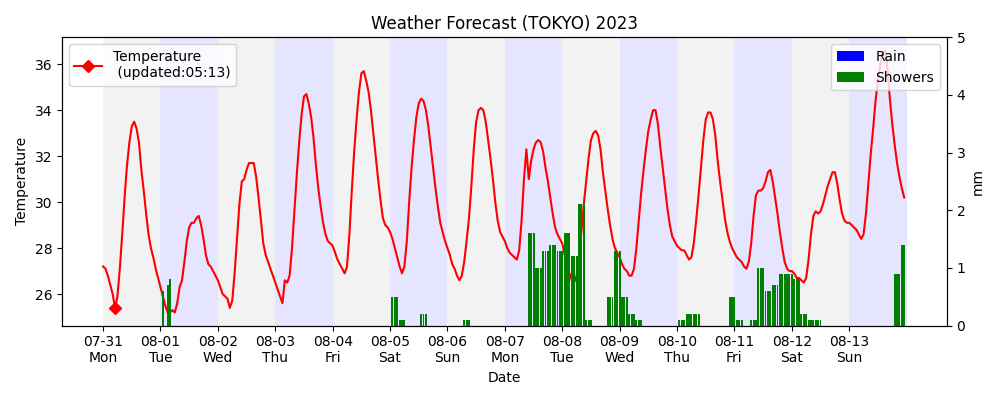 Weather Forecast (TOKYO) 2023
Temperature
(updated:05:13)
Rain
Showers
Temperature
36
34
32
30
28
26
5
4
3
2
1
0
mm
07-31 08-01 08-02 08-03 08-04 08-05 08-06 08-07 08-08 08-09 08-10 08-11 08-12 08-13
Mon Tue Wed Thu Fri Sat Sun Mon Tue Wed Thu Fri Sat Sun
Date